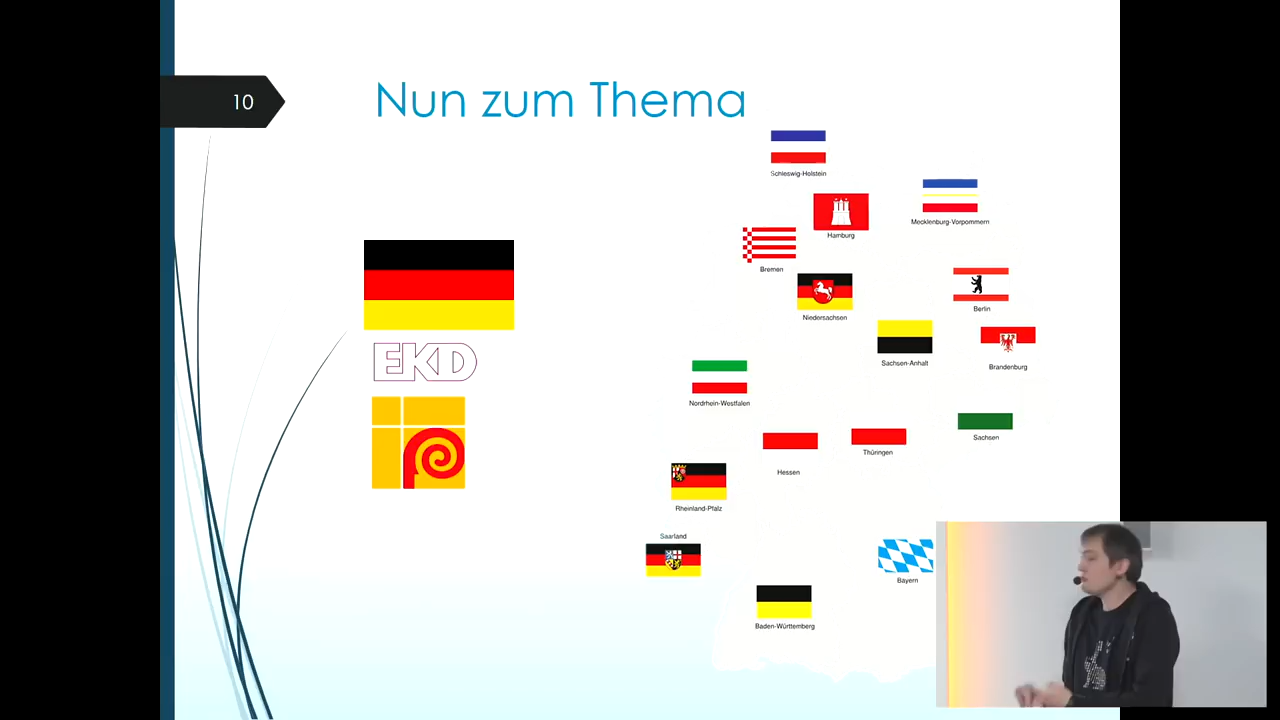 10
Nun zum Thema
Schleswig-Holstein
Mecklenburg-Vorpommern
Hamburg
Bremen
Berlin
Niedersachsen
EKD
Sachsen-Anhalt
Brandenburg
Nordrhein-Westfalen
Sachsen
Thüringen
Hessen
Rheinland-Pfalz
Saarland
Bayern
Baden-Württemberg